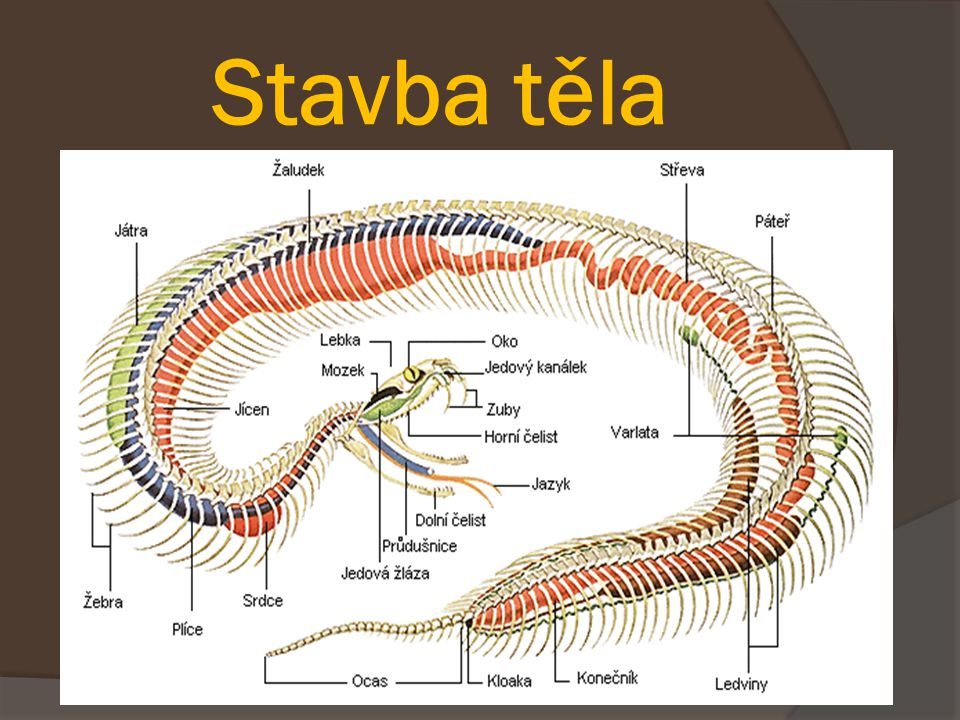 Stavba těla
Žaludek
Střeva
Játra
Páteř
Lebka
Oko
Mozek
Jedový kanálek
Jícen
Zuby
Horní čelist
Varlata
Jazyk
Dolní čelist
Průdušnice
Jedová žláza
Žebra
Srdce
Plíce
Ocas
Kloaka
Konečník
Ledviny